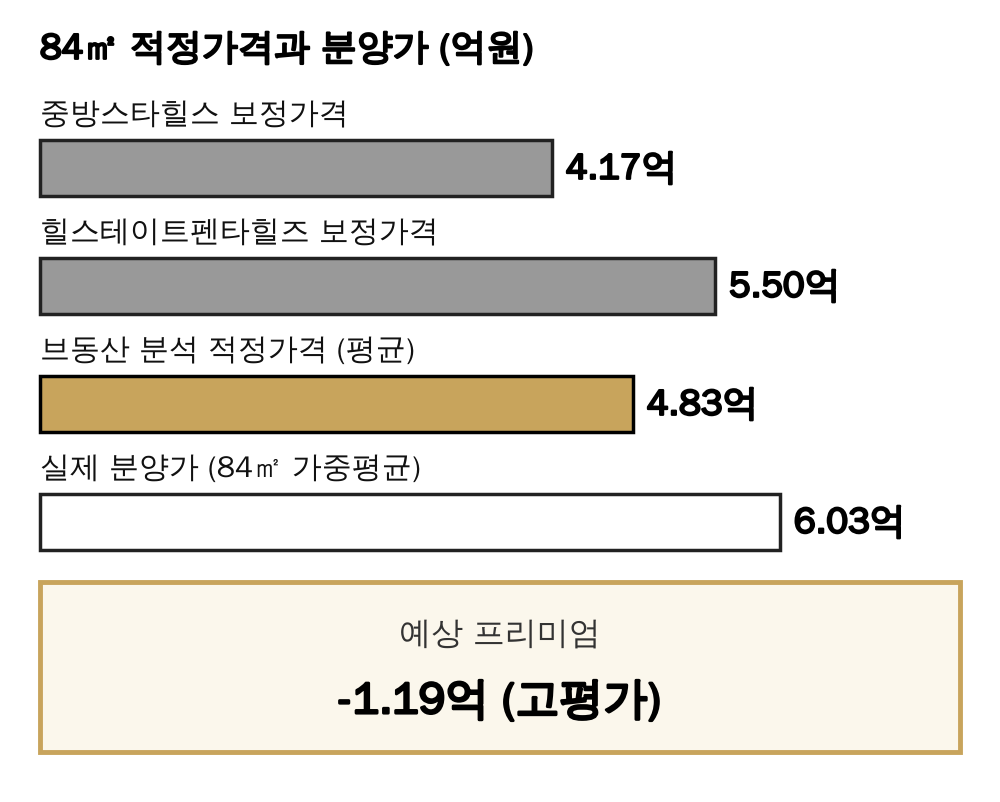 84㎡ 적정가격과 분양가 (억원)
중방스타힐스 보정가격
4.17억
힐스테이트펜타힐즈 보정가격
5.50억
브동산 분석 적정가격 (평균)
4.83억
실제 분양가 (84㎡ 가중평균)
6.03억
예상 프리미엄
-1.19억 (고평가)